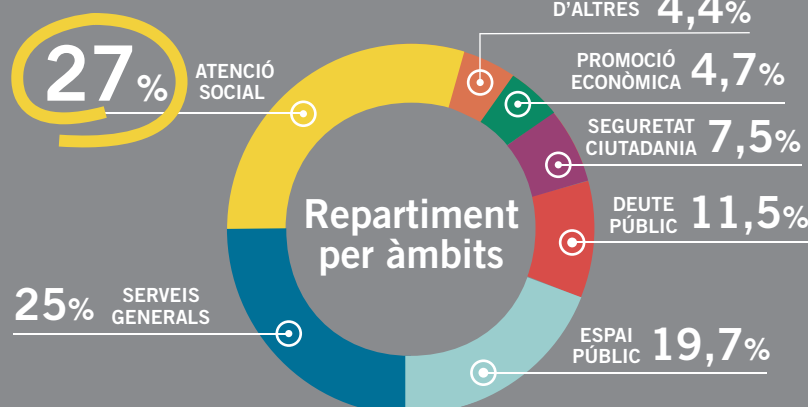 27%
ATENCIÓ
SOCIAL
D'ALTRES 4,4%
PROMOCIÓ
ECONÒMICA 4,7%
SEGURETAT
CIUTADANIA 7,5%
DEUTE
PÚBLIC 11,5%
Repartiment
per àmbits
25% SERVEIS
GENERALS
ESPAI
PÚBLIC 19,7%